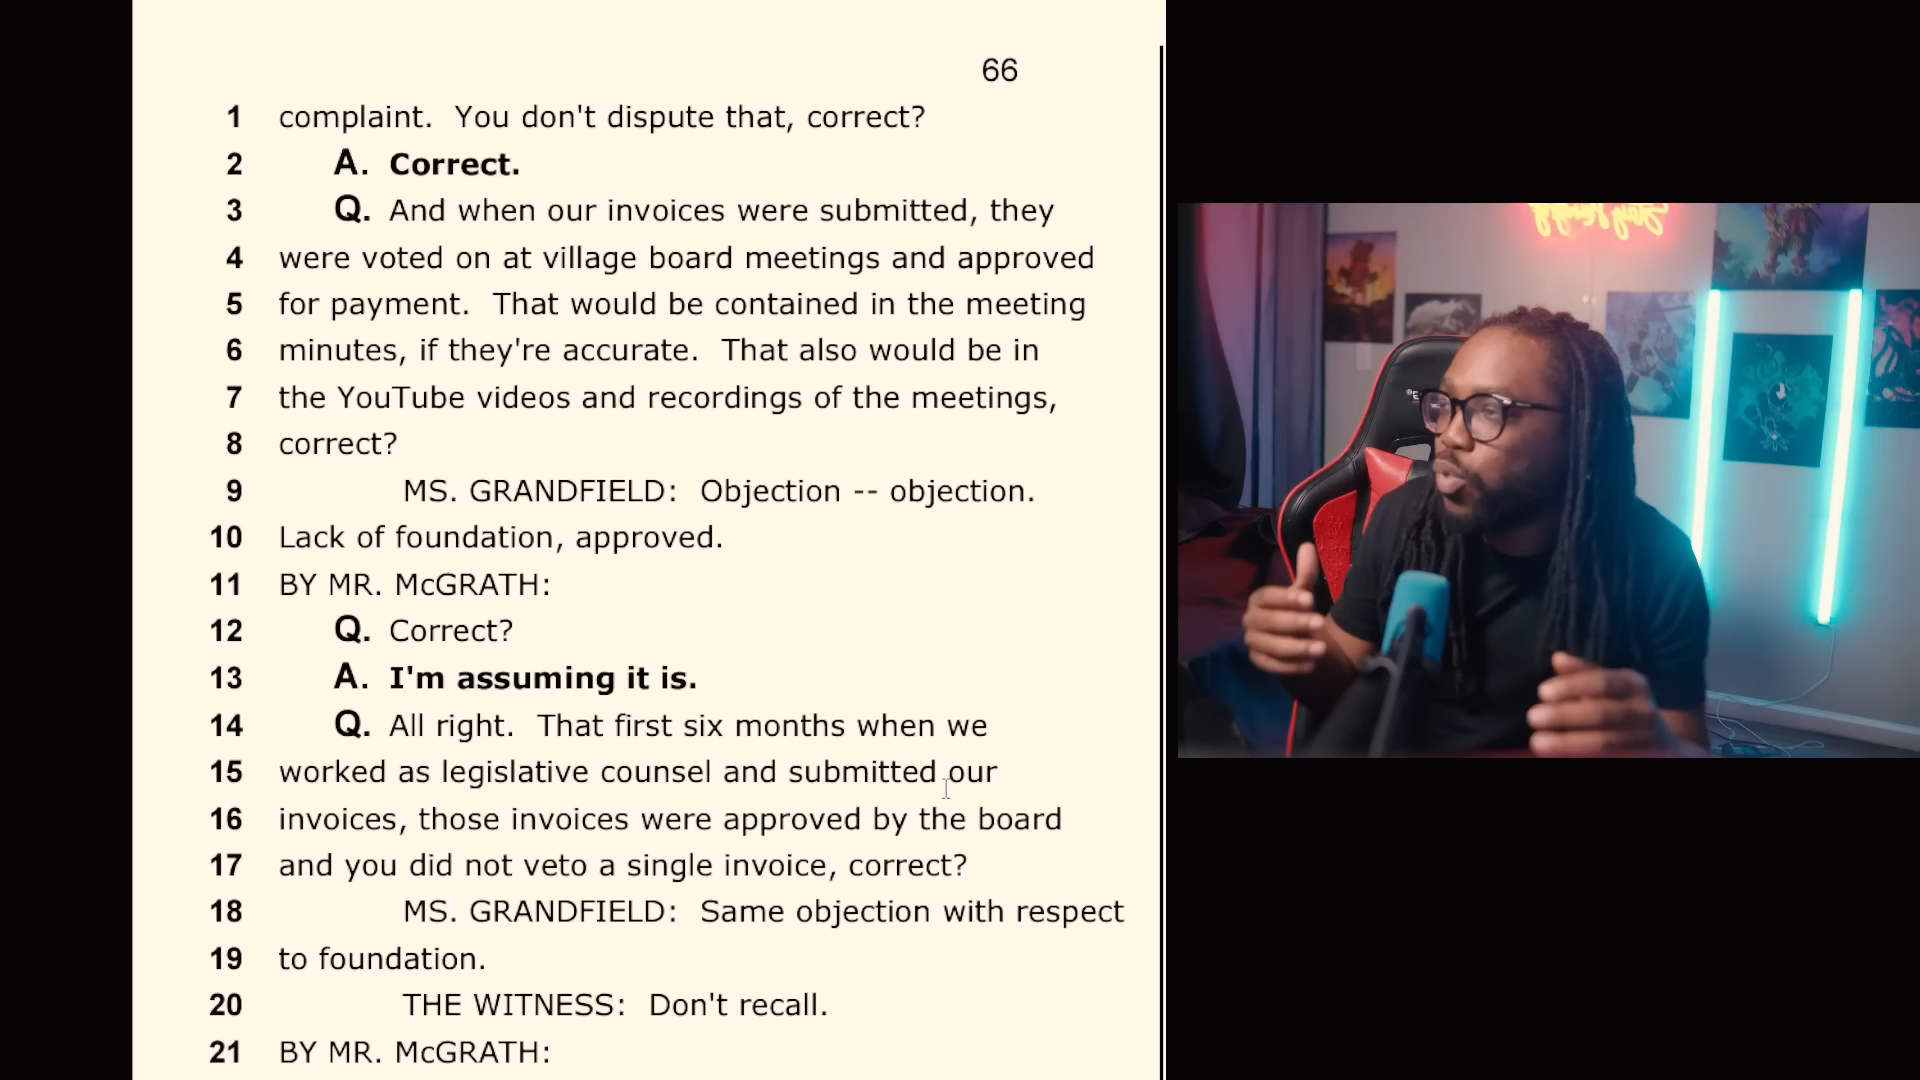 66
1 complaint. You don't dispute that, correct?
2 A. Correct.
3 Q. And when our invoices were submitted, they
4 were voted on at village board meetings and approved
5 for payment. That would be contained in the meeting
6 minutes, if they're accurate. That also would be in
7 the YouTube videos and recordings of the meetings,
8 correct?
9 MS. GRANDFIELD: Objection -- objection.
10 Lack of foundation, approved.
11 BY MR. McGRATH:
12 Q. Correct?
13 A. I'm assuming it is.
14 Q. All right. That first six months when we
15 worked as legislative counsel and submitted our
16 invoices, those invoices were approved by the board
17 and you did not veto a single invoice, correct?
18 MS. GRANDFIELD: Same objection with respect
19 to foundation.
20 THE WITNESS: Don't recall.
21 BY MR. McGRATH: